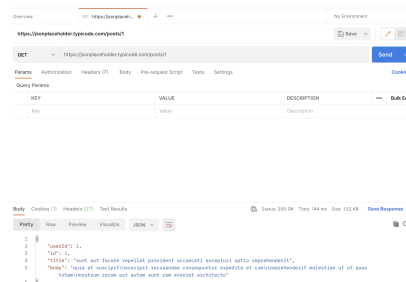 Overview GET https://jsonplaceh... + ••• No Environment
https://jsonplaceholder.typicode.com/posts/1 Save
GET https://jsonplaceholder.typicode.com/posts/1 Send
Params Authorization Headers (7) Body Pre-request Script Tests Settings Cooki
Query Params
KEY VALUE DESCRIPTION ••• Bulk Ed
Key Value Description
Body Cookies (1) Headers (27) Test Results Status: 200 OK Time: 144 ms Size: 1.52 KB Save Response
Pretty Raw Preview Visualize JSON
1 {
2 "userId": 1,
3 "id": 1,
4 "title": "sunt aut facere repellat provident occaecati excepturi optio reprehenderit",
5 "body": "quia et suscipit\nsuscipit recusandae consequuntur expedita et cum\nreprehenderit molestiae ut ut quas
totam\nnostrum rerum est autem sunt rem eveniet architecto"